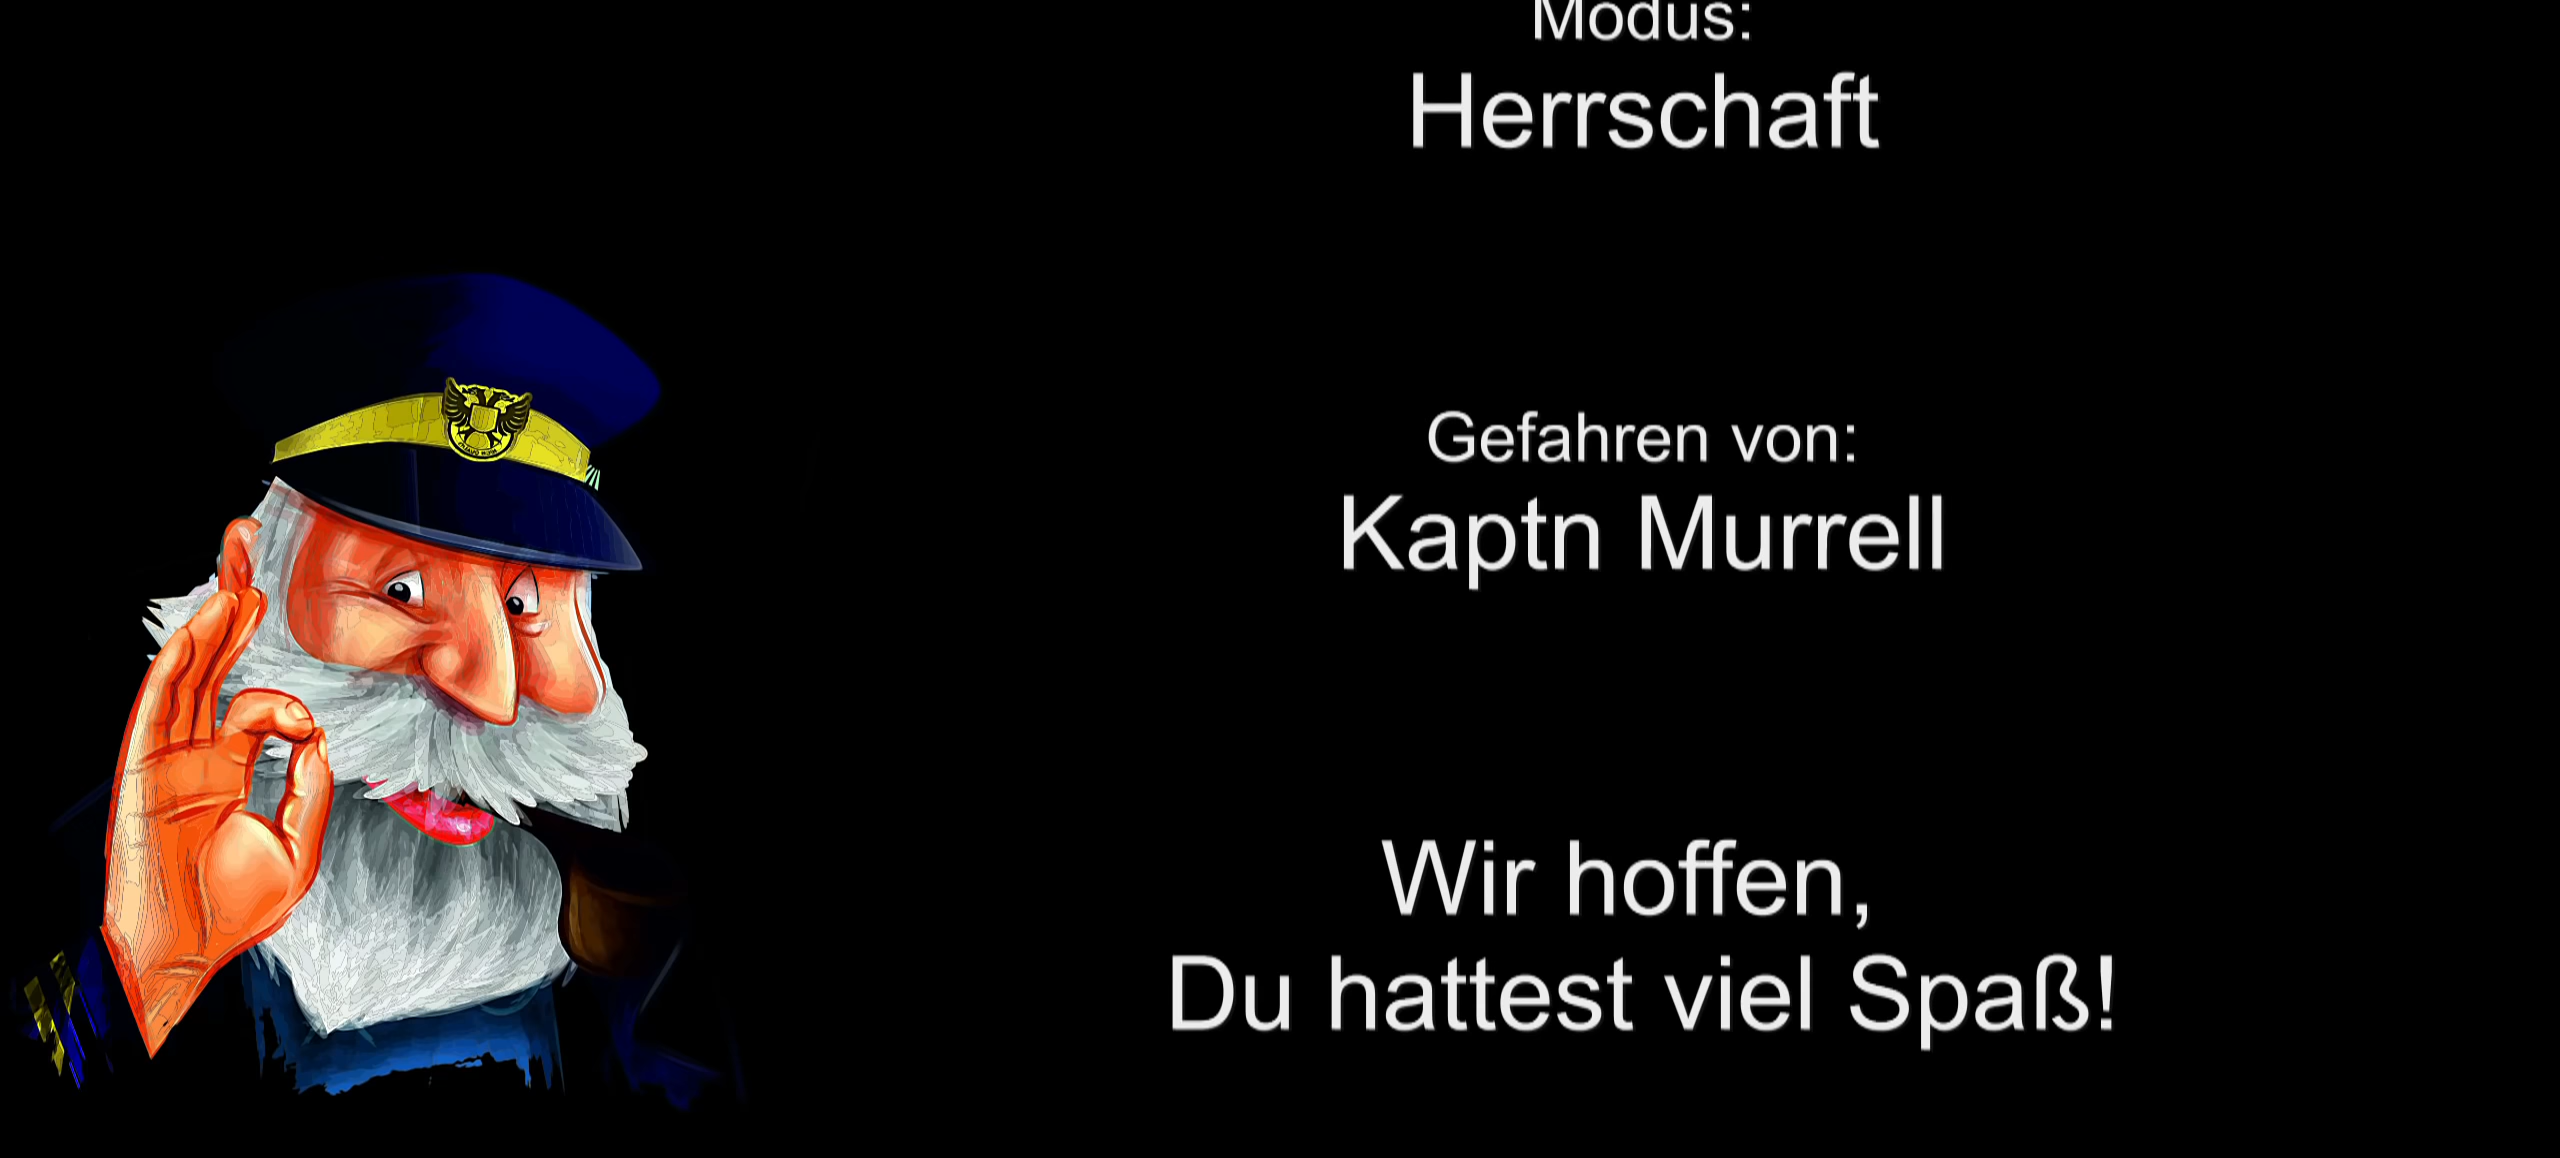 Modus:
Herrschaft
Gefahren von:
Kaptn Murrell
Wir hoffen,
Du hattest viel Spaß!